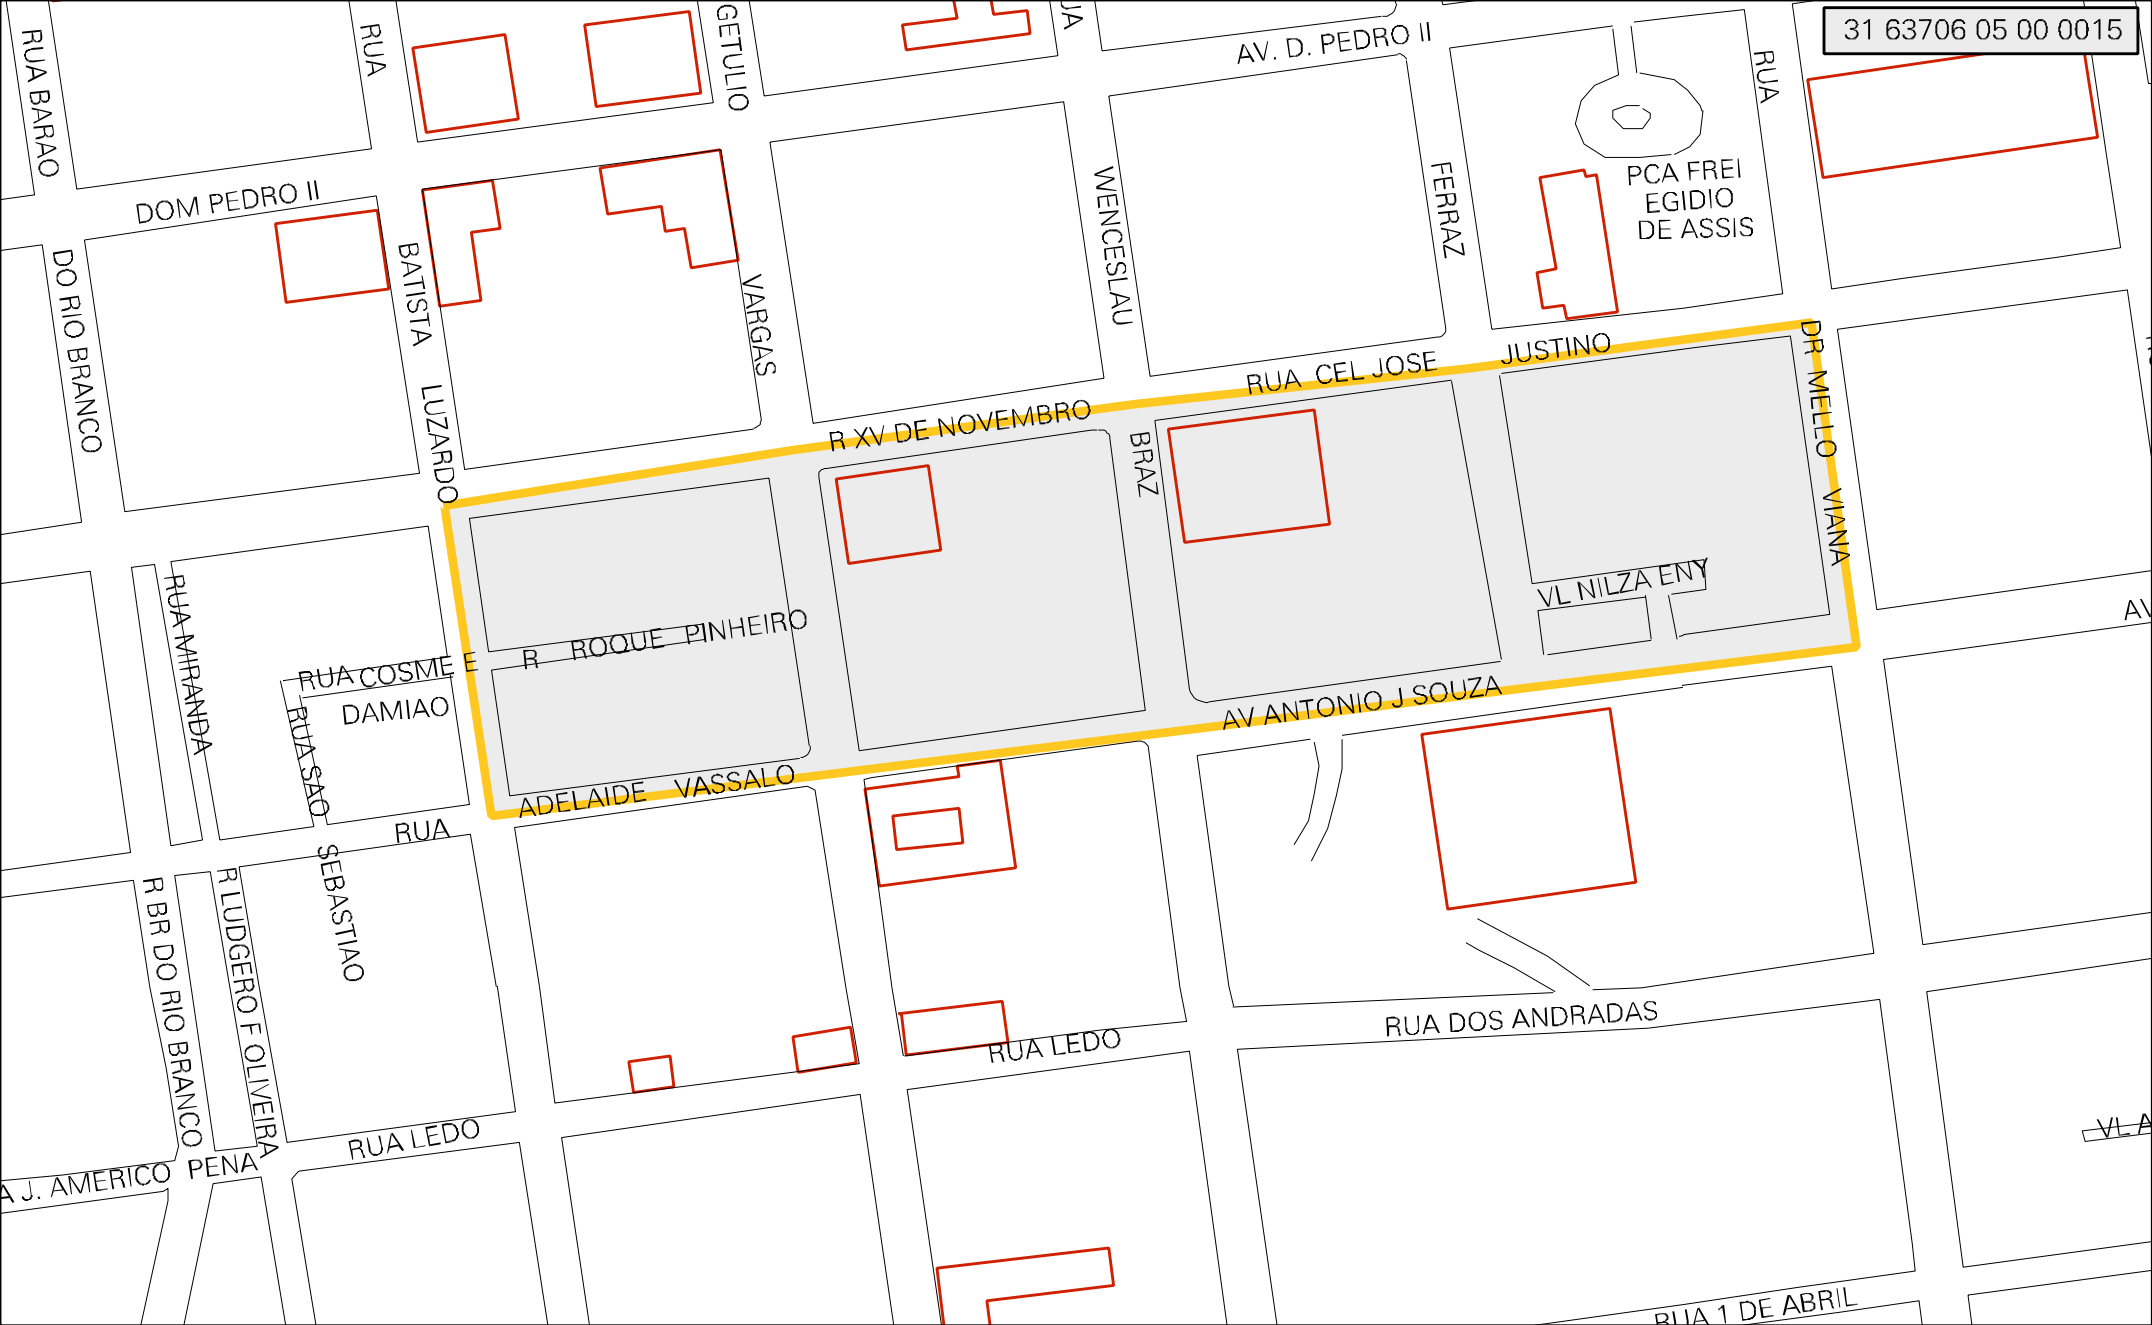 31 63706 05 00 0015
RUA BARAO
RUA
GETULIO
AV. D. PEDRO II
RUA
DOM PEDRO II
WENCESLAU
FERRAZ
PCA FREI
EGIDIO
DE ASSIS
DO RIO BRANCO
BATISTA
VARGAS
LUZARDO
R XV DE NOVEMBRO
RUA CEL JOSE JUSTINO
DR MELLO VIANA
BRAZ
RUA MIRANDA
VL NILZA ENY
RUA COSME E
DAMIAO
R ROQUE PINHEIRO
RUA SAO
SEBASTIAO
AV ANTONIO J SOUZA
AV
RUA ADELAIDE VASSALO
R BR DO RIO BRANCO
R LUDGERO F OLIVEIRA
RUA DOS ANDRADAS
RUA LEDO
RUA LEDO
A J. AMERICO PENA
VL A
RUA 1 DE ABRIL